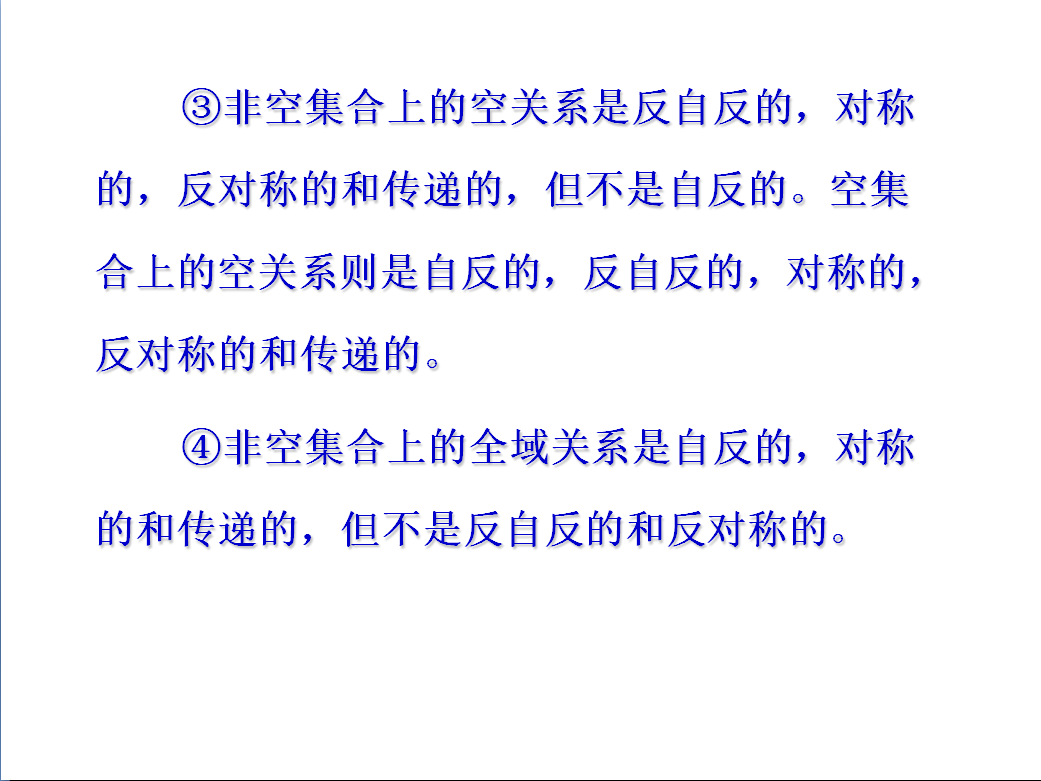 ③非空集合上的空关系是反自反的，对称
的，反对称的和传递的，但不是自反的。空集
合上的空关系则是自反的，反自反的，对称的，
反对称的和传递的。
④非空集合上的全域关系是自反的，对称
的和传递的，但不是反自反的和反对称的。